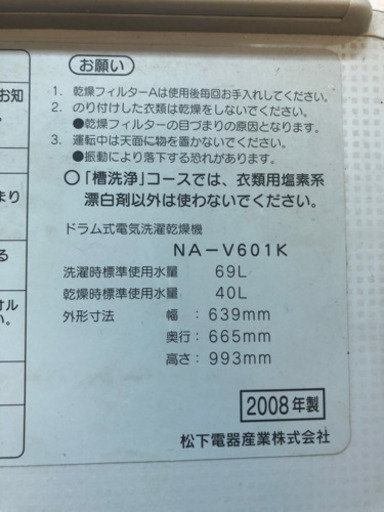 お知
お願い
1. 乾燥フィルターAは使用後毎回お手入れしてください。
2. のり付けした衣類は乾燥をしないでください。
●乾燥フィルターの目づまりの原因となります。
3. 運転中は天面に物を置かないでください。
●振動により落下する恐れがあります。
○「槽洗浄」コースでは、衣類用塩素系
漂白剤以外は使わないでください。
まり
ドラム式電気洗濯乾燥機
NA-V601K
る
洗濯時標準使用水量 69L
乾燥時標準使用水量 40L
オル
い。
外形寸法 幅：639mm
奥行：665mm
高さ：993mm
2008年製
松下電器産業株式会社